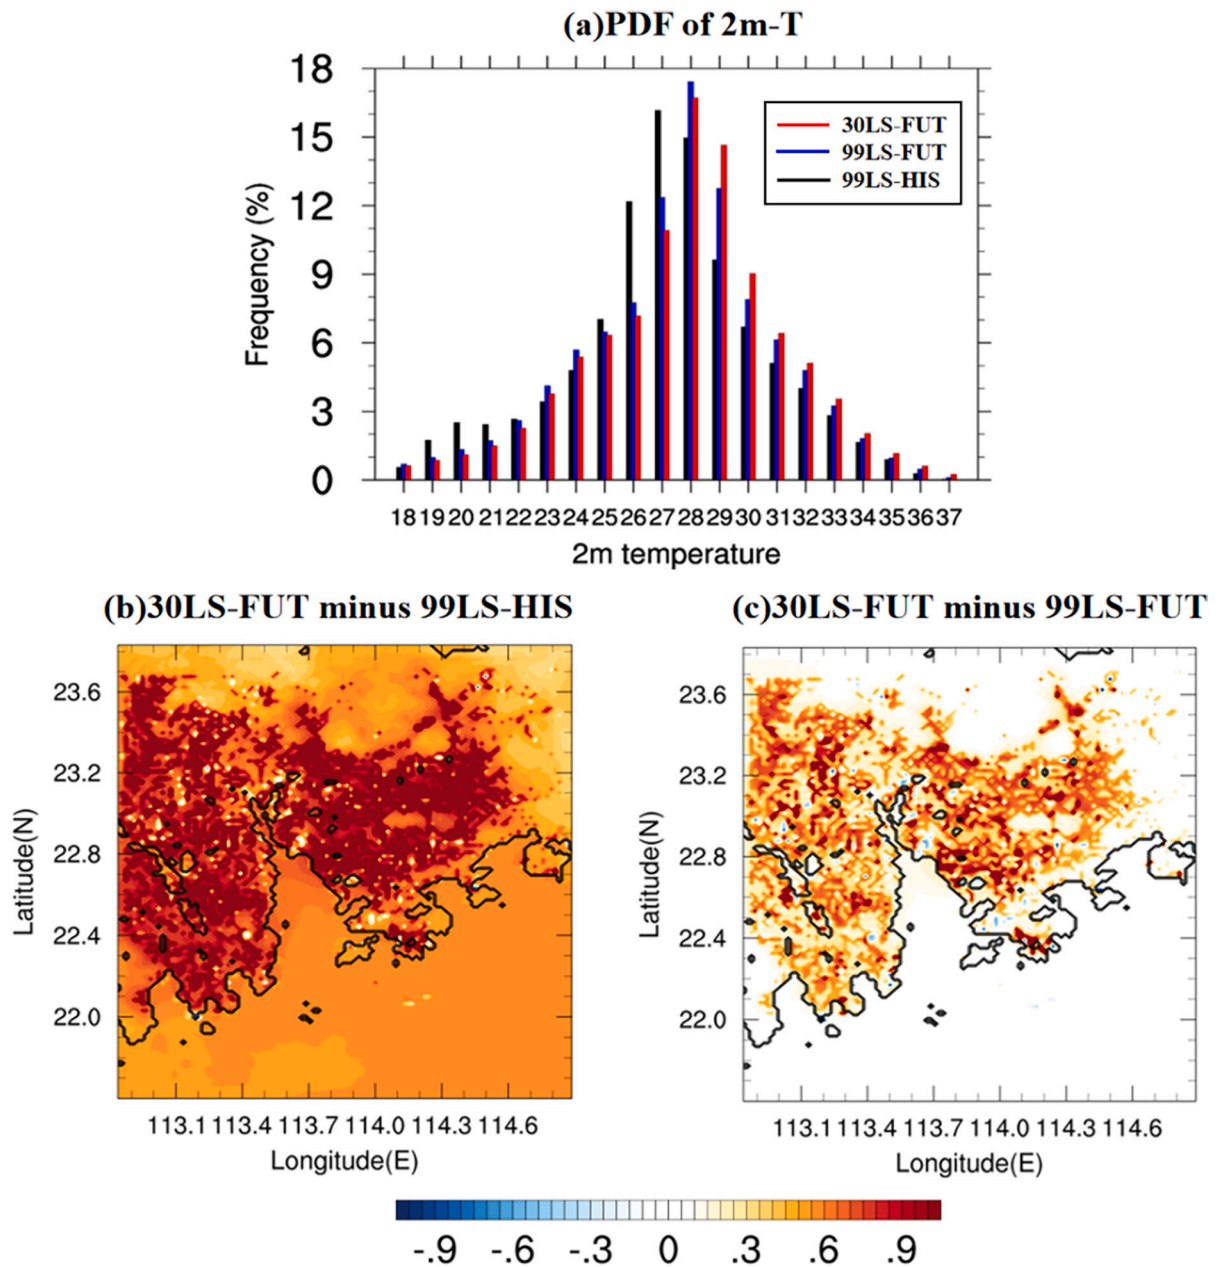 (a)PDF of 2m-T
18
15
12
9
6
3
0
Frequency (%)
30LS-FUT
99LS-FUT
99LS-HIS
18 19 20 21 22 23 24 25 26 27 28 29 30 31 32 33 34 35 36 37
2m temperature
(b)30LS-FUT minus 99LS-HIS
23.6
23.2
22.8
22.4
22.0
Latitude(N)
113.1 113.4 113.7 114.0 114.3 114.6
Longitude(E)
(c)30LS-FUT minus 99LS-FUT
23.6
23.2
22.8
22.4
22.0
Latitude(N)
113.1 113.4 113.7 114.0 114.3 114.6
Longitude(E)
-.9 -.6 -.3 0 .3 .6 .9